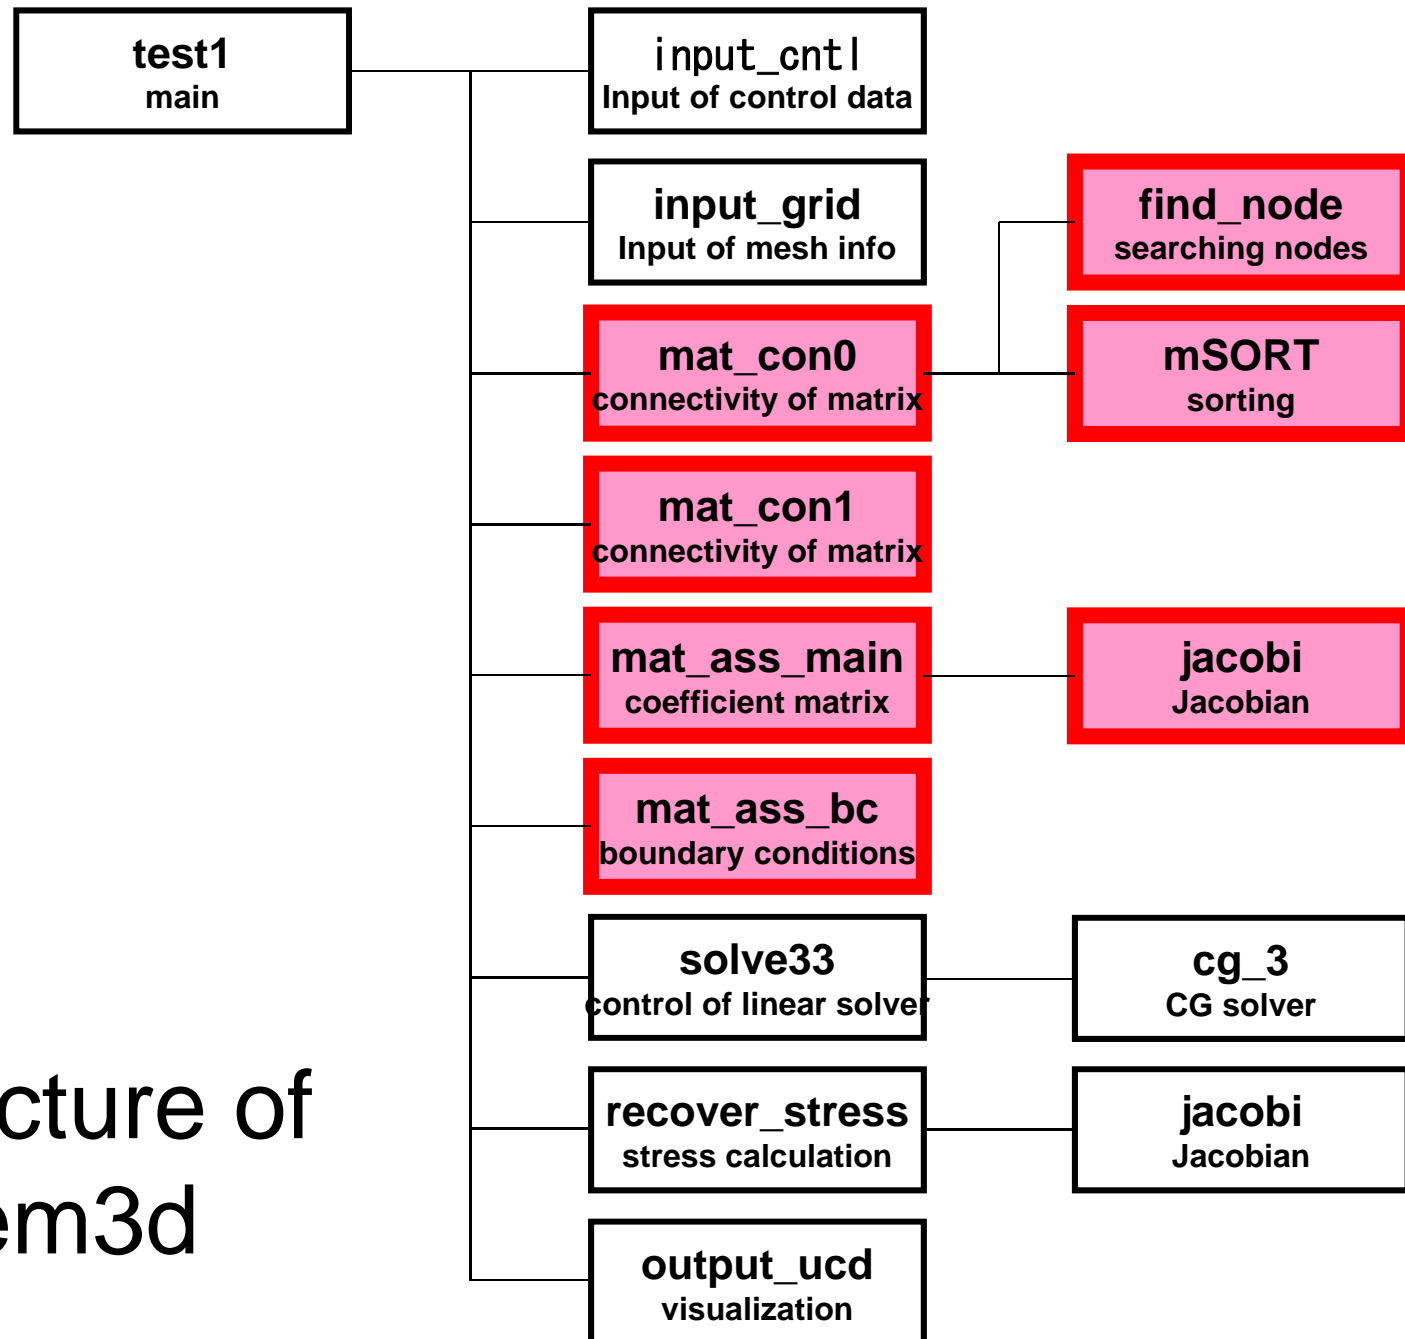 test1
main
input_cntl
Input of control data
input_grid
Input of mesh info
find_node
searching nodes
mat_con0
connectivity of matrix
mSORT
sorting
mat_con1
connectivity of matrix
mat_ass_main
coefficient matrix
jacobi
Jacobian
mat_ass_bc
boundary conditions
solve33
control of linear solver
cg_3
CG solver
recover_stress
stress calculation
jacobi
Jacobian
output_ucd
visualization
cture of
em3d